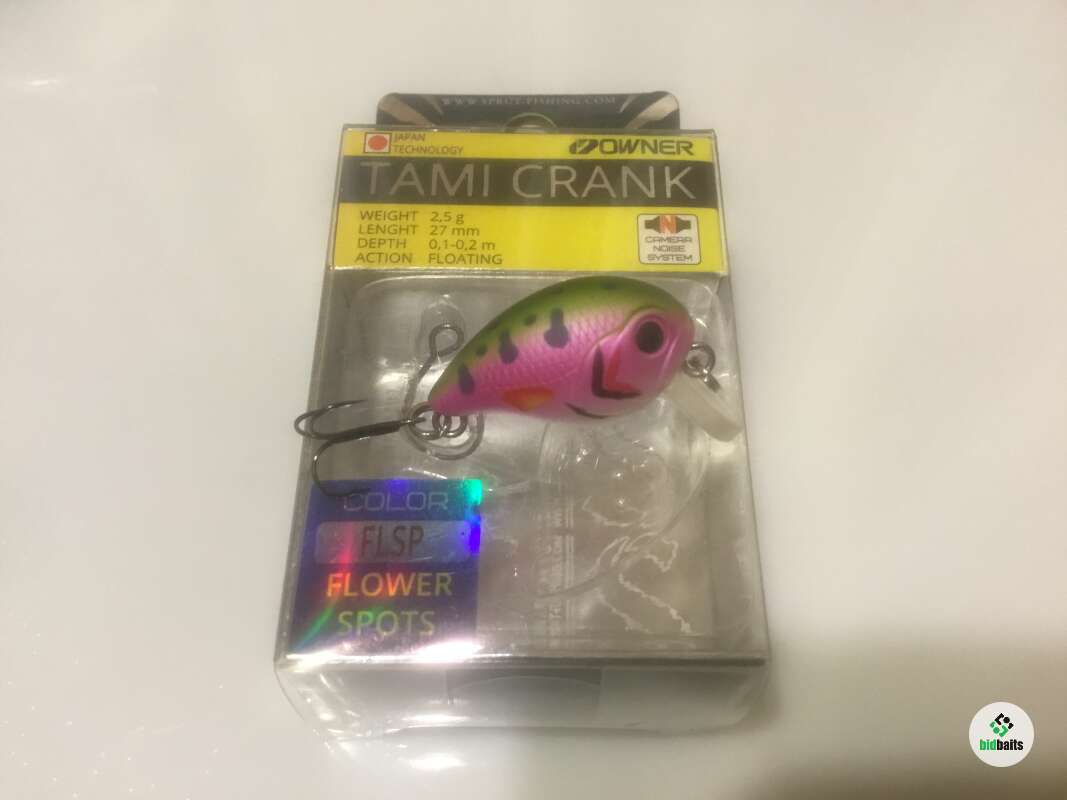 WWW.SPRUT-FISHING.COM
JAPAN
TECHNOLOGY
OWNER
TAMI CRANK
WEIGHT 2,5 g
LENGHT 27 mm
DEPTH 0,1-0,2 m
ACTION FLOATING
N
CAMERA
NOISE
SYSTEM
COLOR
FLSP
FLOWER
SPOTS
bidbaits